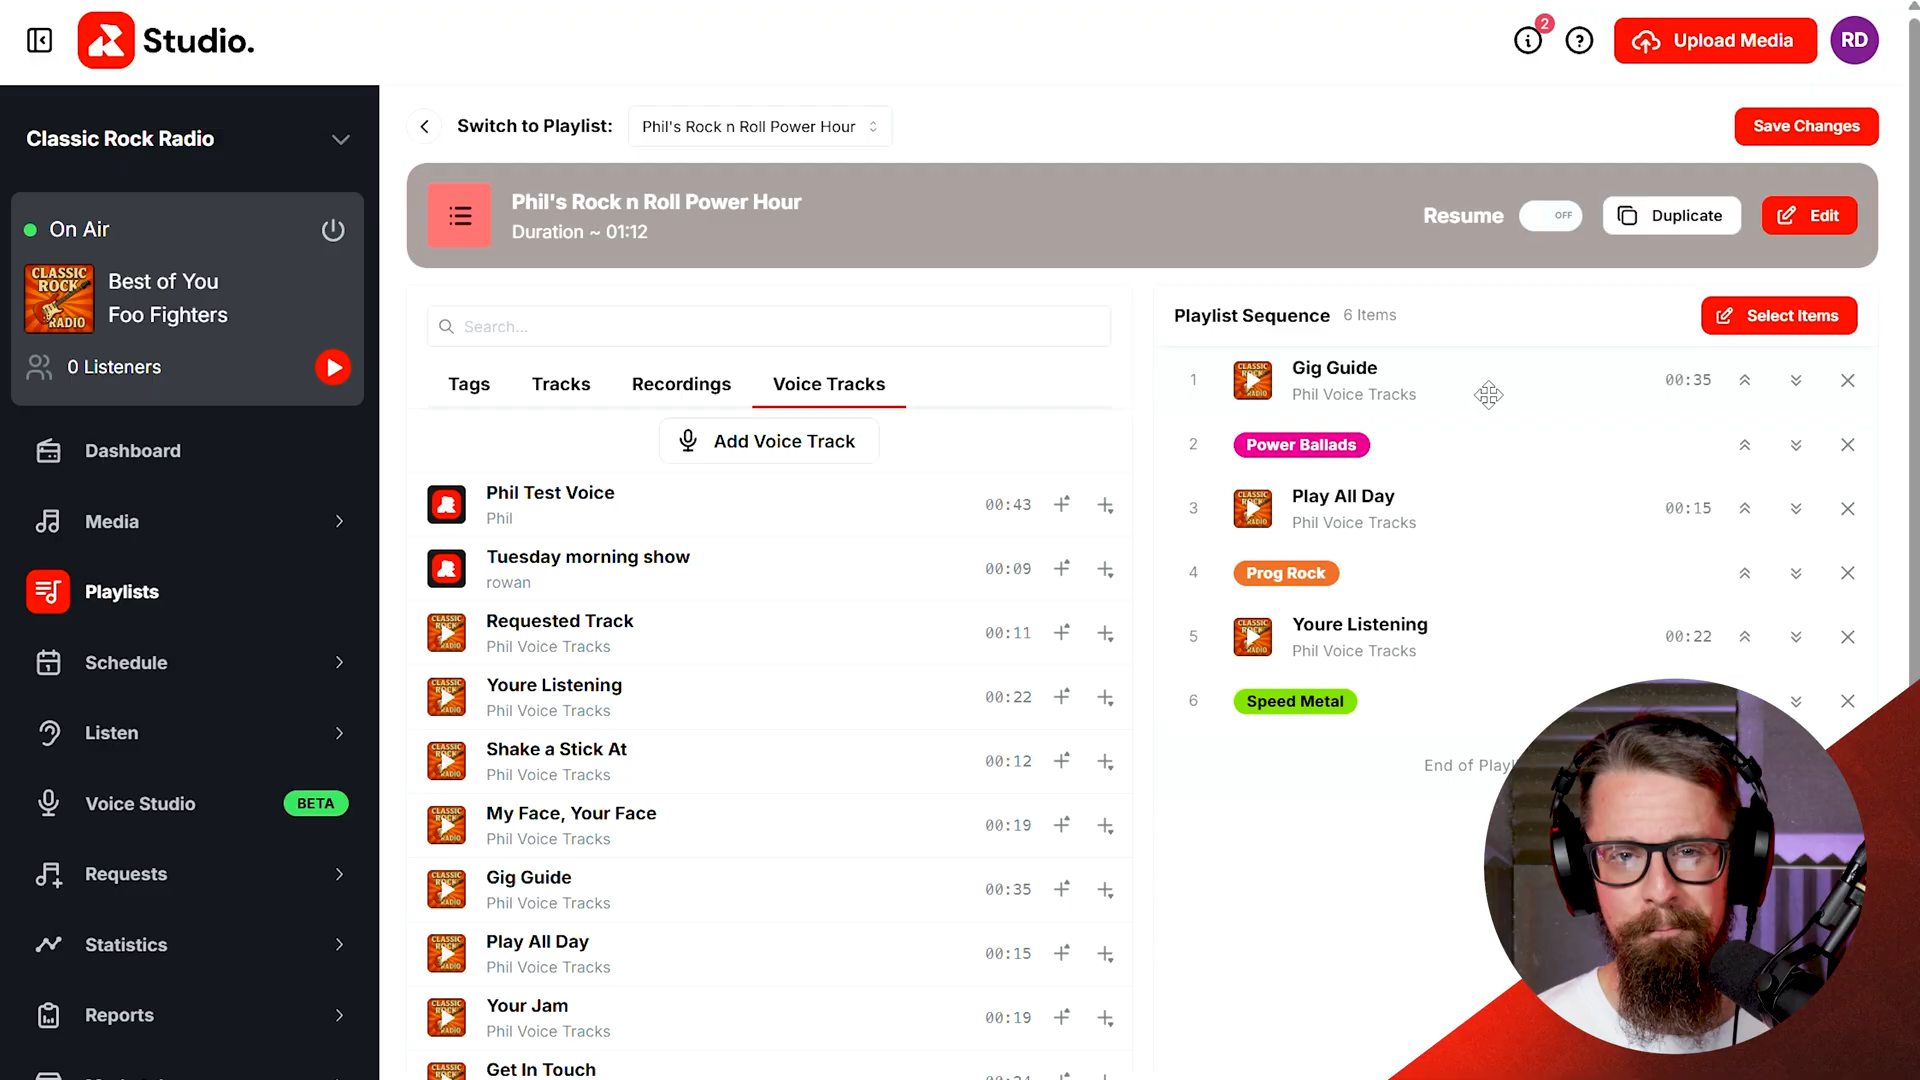 Studio.
2
Upload Media
RD
Classic Rock Radio
On Air
CLASSIC ROCK RADIO
Best of You
Foo Fighters
0 Listeners
Dashboard
Media
Playlists
Schedule
Listen
Voice Studio BETA
Requests
Statistics
Reports
Switch to Playlist: Phil's Rock n Roll Power Hour
Save Changes
Phil's Rock n Roll Power Hour
Duration ~ 01:12
Resume OFF
Duplicate
Edit
Search...
Tags Tracks Recordings Voice Tracks
Add Voice Track
Phil Test Voice
Phil
00:43
Tuesday morning show
rowan
00:09
Requested Track
Phil Voice Tracks
00:11
Youre Listening
Phil Voice Tracks
00:22
Shake a Stick At
Phil Voice Tracks
00:12
My Face, Your Face
Phil Voice Tracks
00:19
Gig Guide
Phil Voice Tracks
00:35
Play All Day
Phil Voice Tracks
00:15
Your Jam
Phil Voice Tracks
00:19
Get In Touch
Playlist Sequence 6 Items
Select Items
1
Gig Guide
Phil Voice Tracks
00:35
2
Power Ballads
3
Play All Day
Phil Voice Tracks
00:15
4
Prog Rock
5
Youre Listening
Phil Voice Tracks
00:22
6
Speed Metal
End of Playl